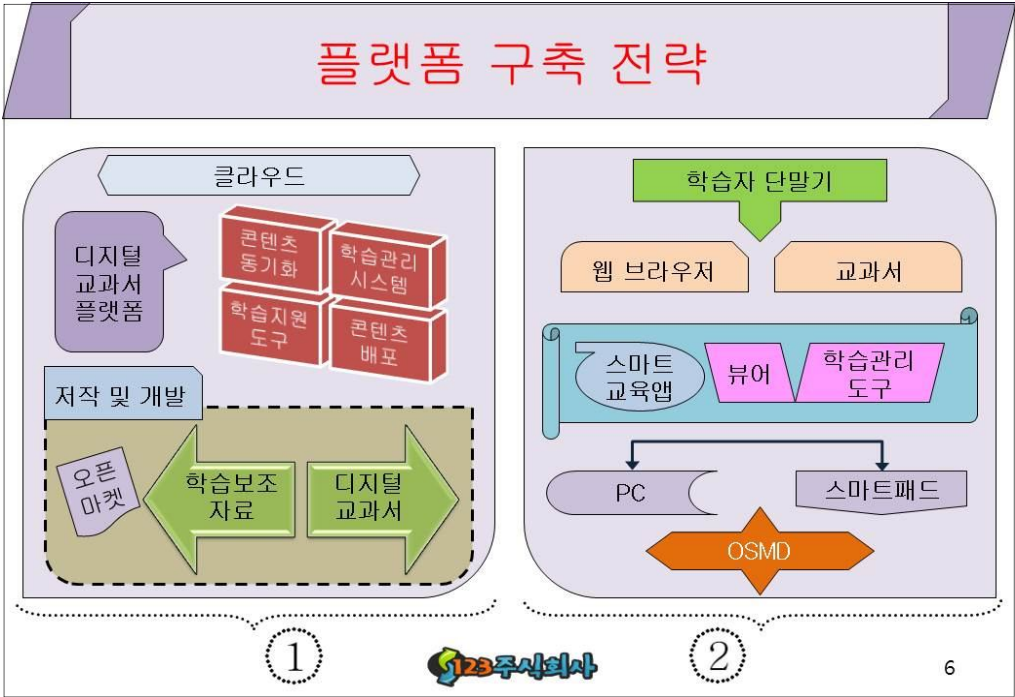 플랫폼 구축 전략
클라우드
디지털
교과서
플랫폼
콘텐츠
동기화
학습관리
시스템
학습지원
도구
콘텐츠
배포
저작 및 개발
오픈
마켓
학습보조
자료
디지털
교과서
학습자 단말기
웹 브라우저
교과서
스마트
교육앱
뷰어
학습관리
도구
PC
스마트패드
OSMD
①
123주식회사
②
6